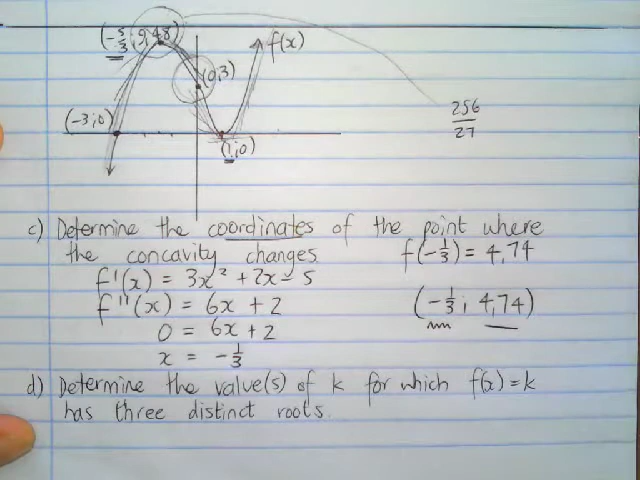 (-5/3; 9,48)
f(x)
(0;3)
(-3;0)
(1;0)
256/27
c) Determine the coordinates of the point where
the concavity changes
f(-1/3) = 4,74
f'(x) = 3x² + 2x - 5
f''(x) = 6x + 2
(-1/3; 4,74)
0 = 6x + 2
x = -1/3
d) Determine the value(s) of k for which f(x) = k
has three distinct roots.